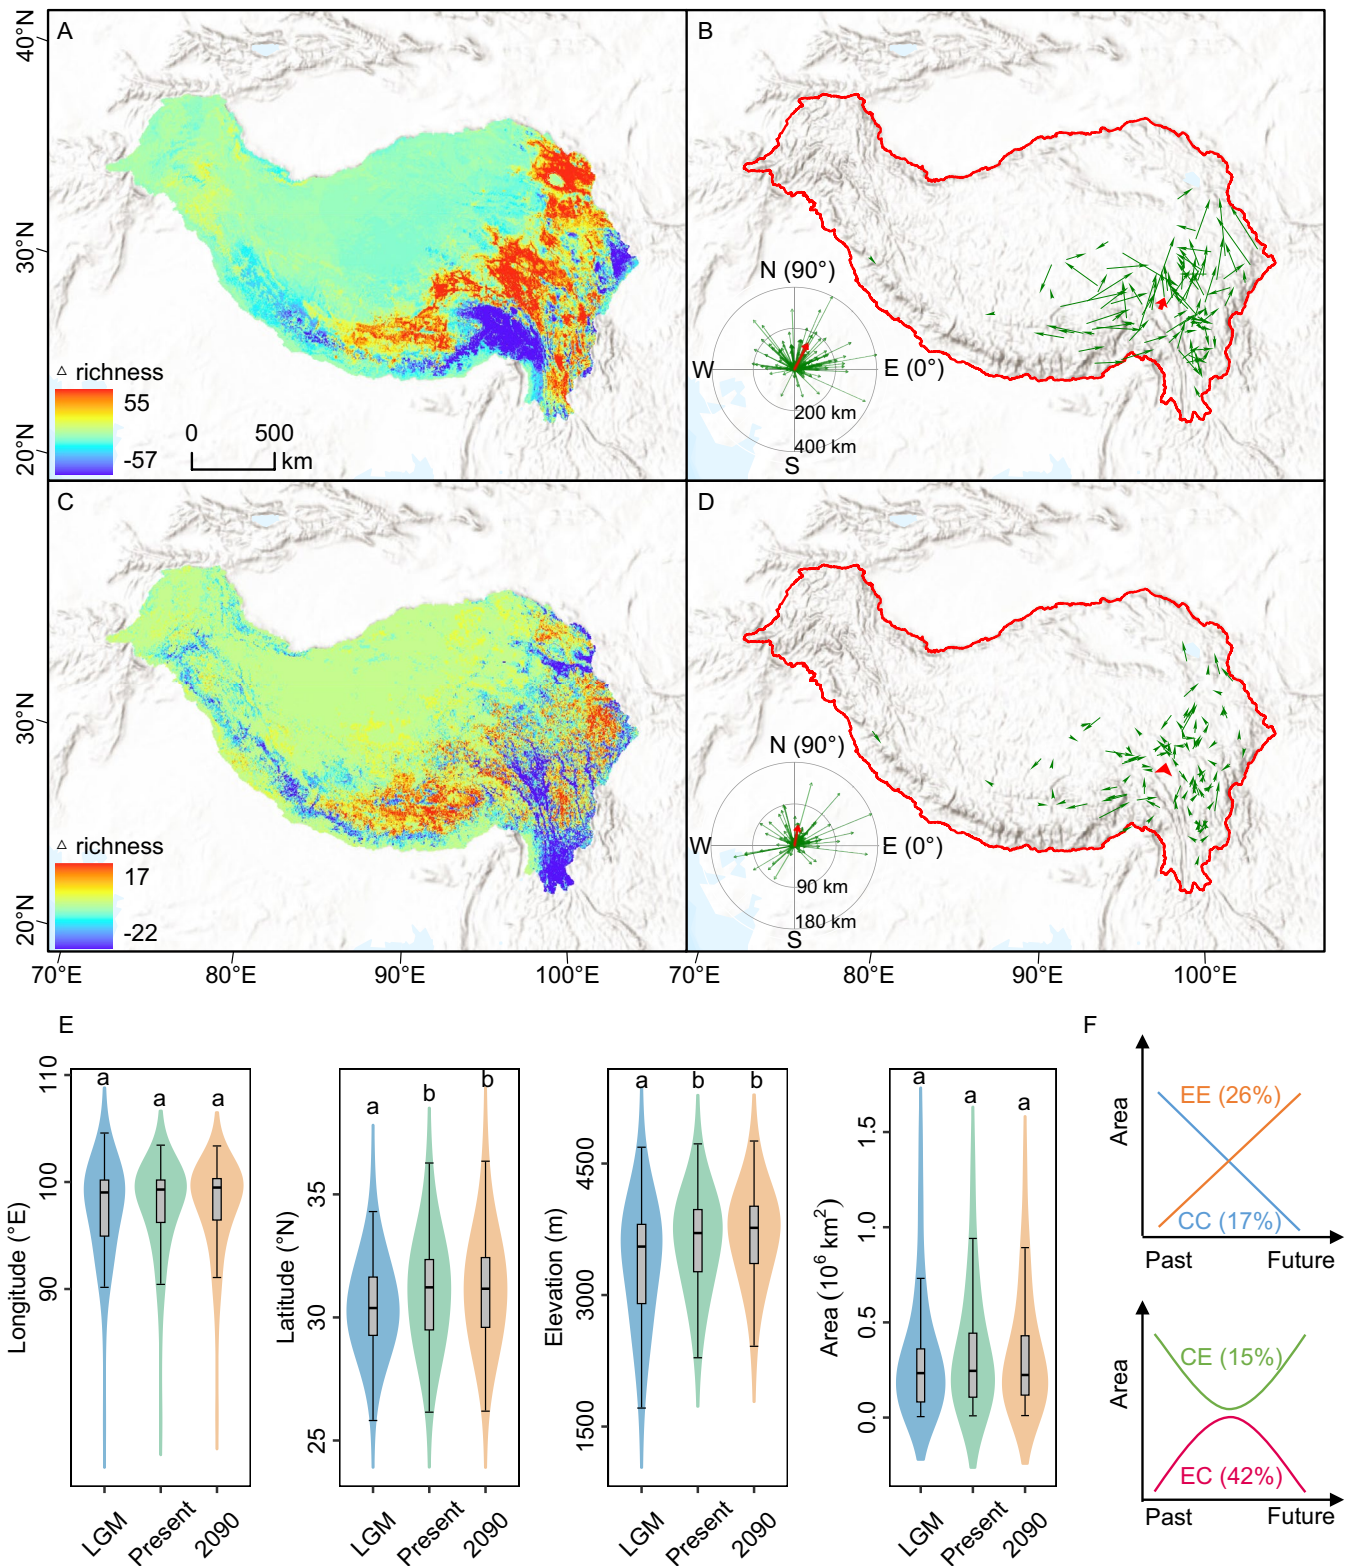 A
B
40°N
30°N
20°N
△ richness
55
-57
0 500
km
N (90°)
W
E (0°)
200 km
400 km
S
C
D
30°N
20°N
△ richness
17
-22
N (90°)
W
E (0°)
90 km
180 km
S
70°E 80°E 90°E 100°E 70°E 80°E 90°E 100°E
E
F
Longitude (°E)
110
100
90
a a a
LGM Present 2090
Latitude (°N)
35
30
25
a b b
LGM Present 2090
Elevation (m)
4500
3000
1500
a b b
LGM Present 2090
Area (10⁶ km²)
1.5
1.0
0.5
0.0
a a a
LGM Present 2090
Area
EE (26%)
CC (17%)
Past Future
Area
CE (15%)
EC (42%)
Past Future